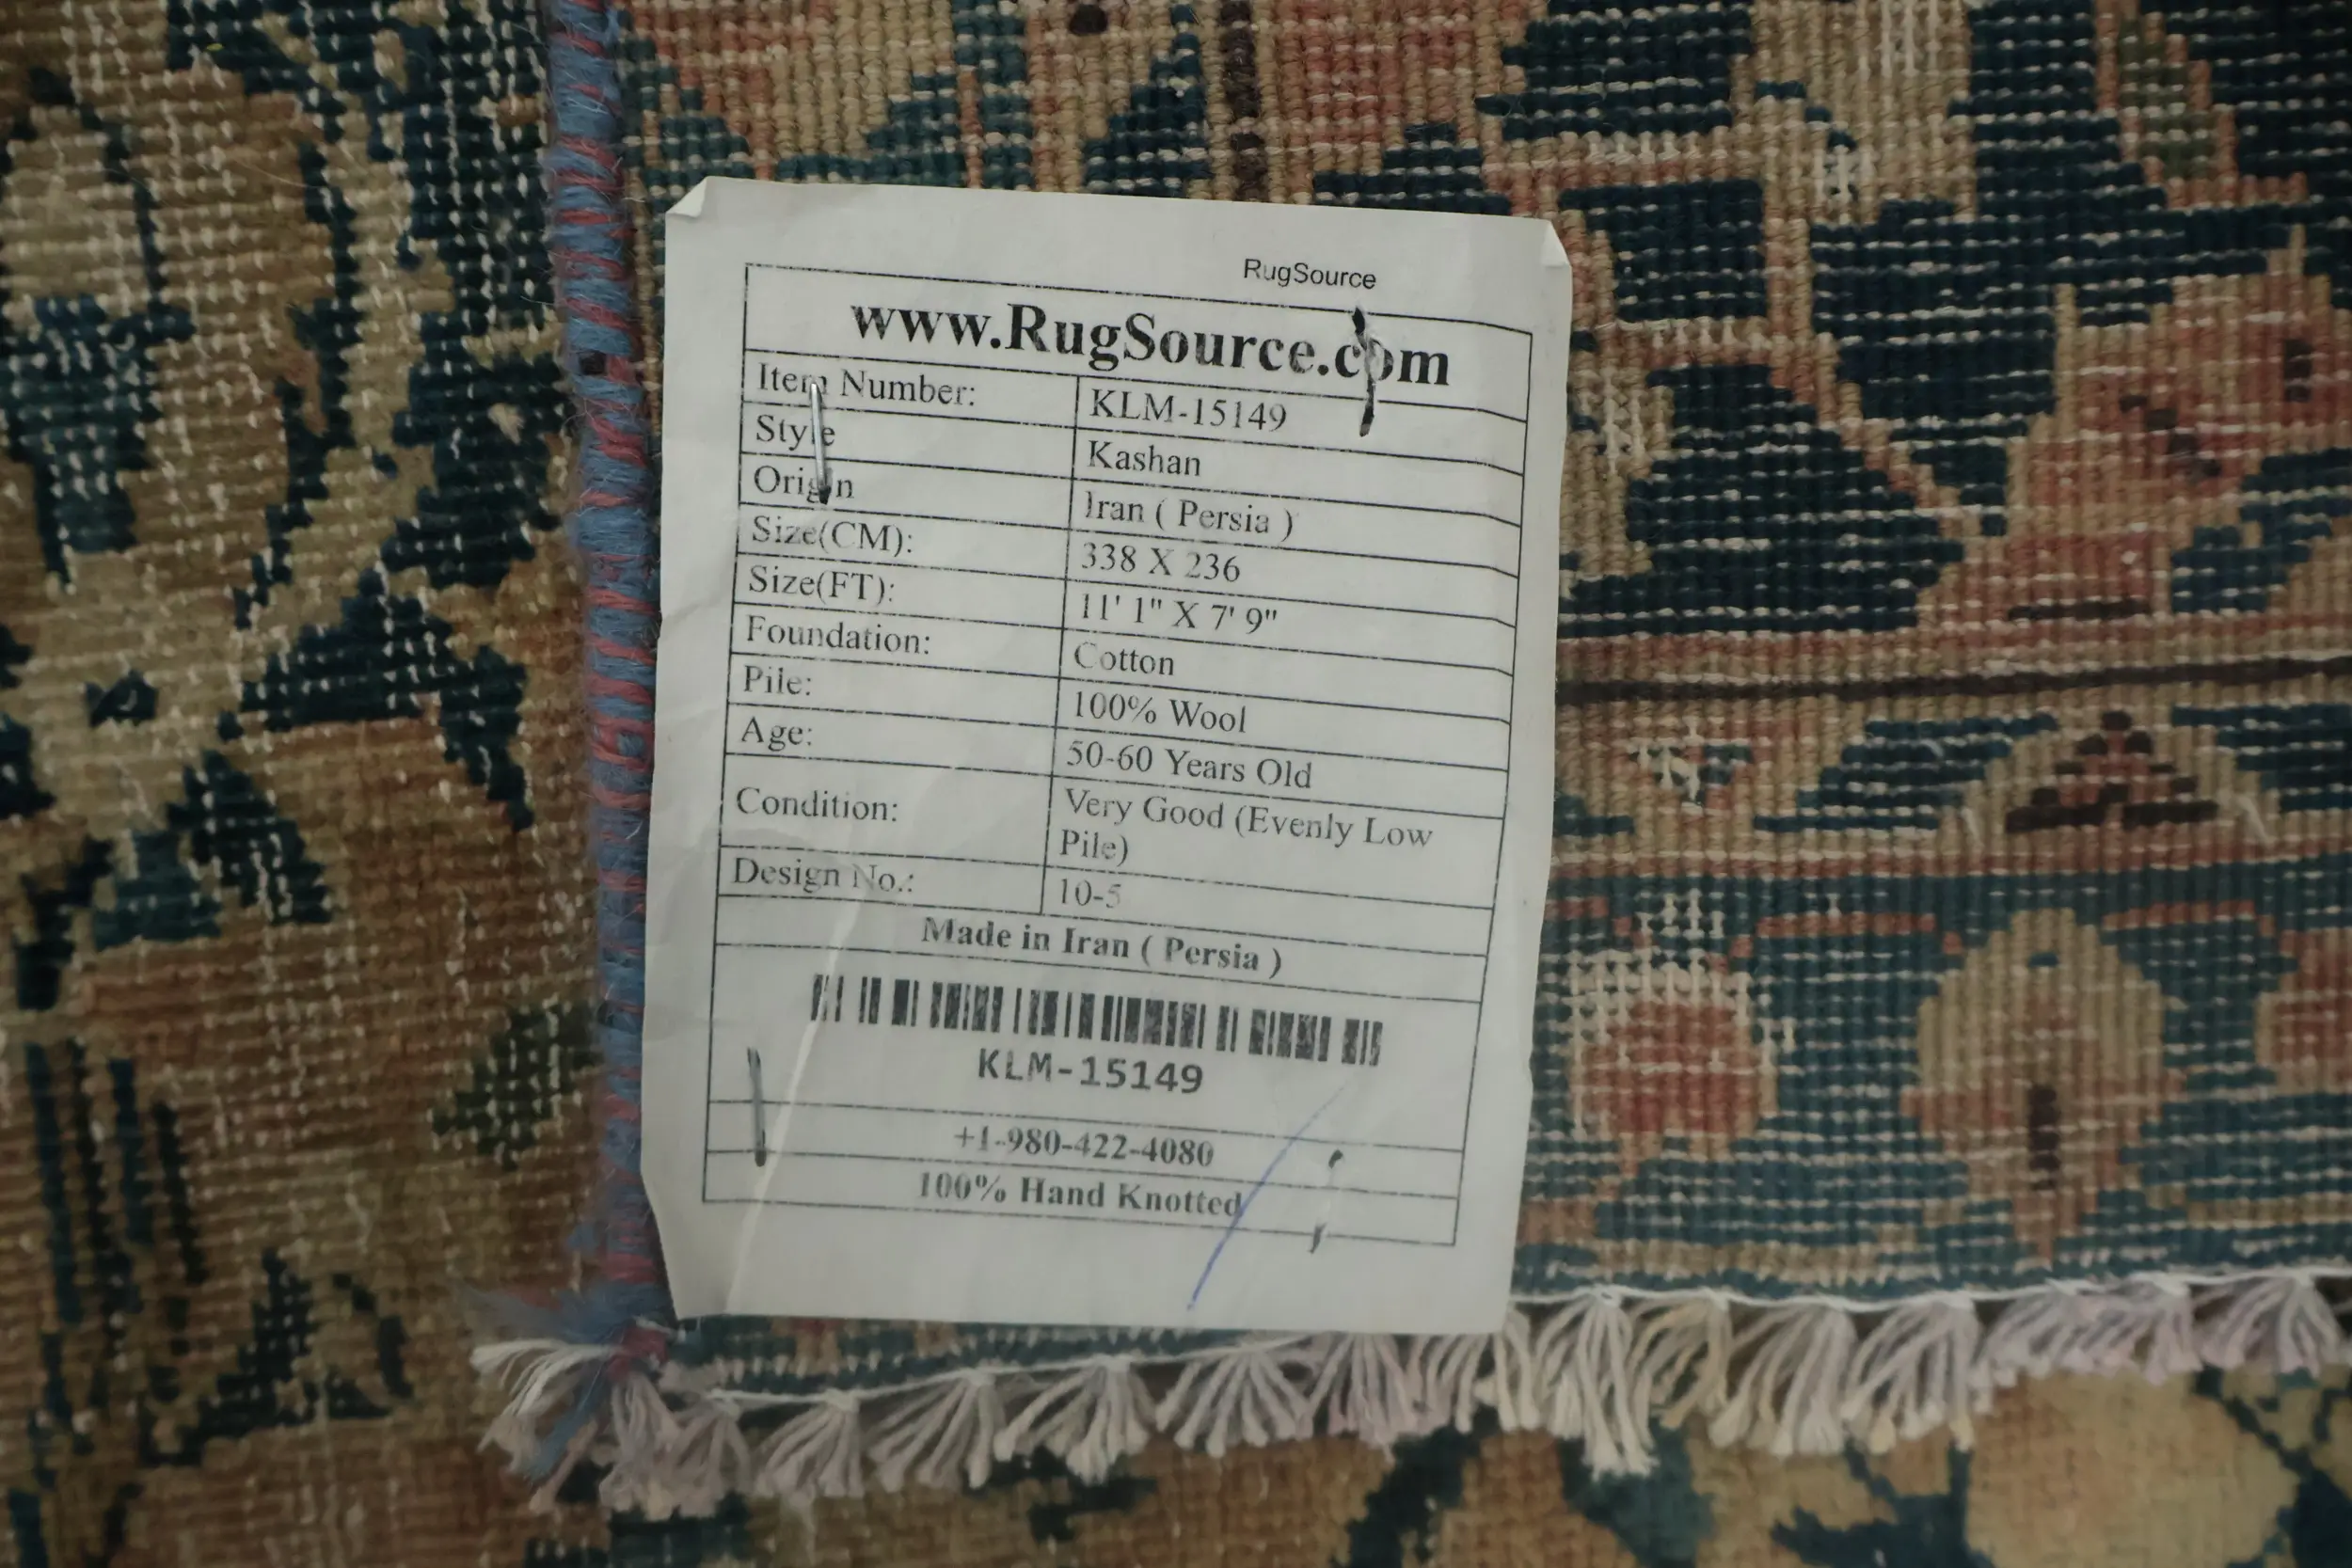 RugSource
www.RugSource.com
Item Number: KLM-15149
Style Kashan
Origin Iran ( Persia )
Size(CM): 338 X 236
Size(FT): 11' 1" X 7' 9"
Foundation: Cotton
Pile: 100% Wool
Age: 50-60 Years Old
Condition: Very Good (Evenly Low
Pile)
Design No.: 10-5
Made in Iran ( Persia )
KLM-15149
+1-980-422-4080
100% Hand Knotted